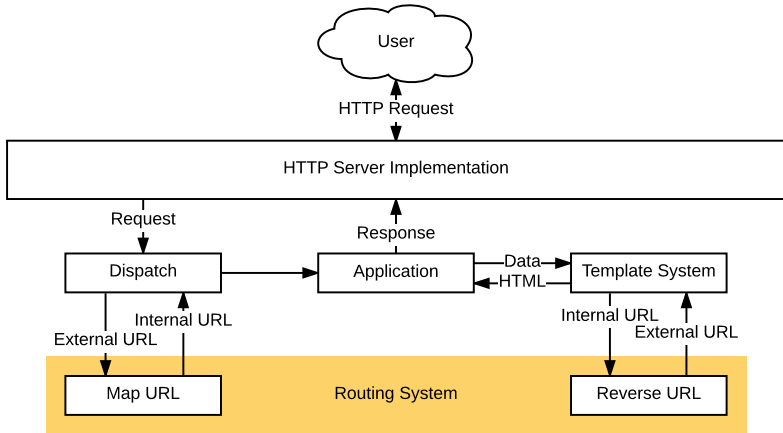 User
HTTP Request
HTTP Server Implementation
Request
Response
Dispatch
Application
Data
HTML
Template System
External URL
Internal URL
Internal URL
External URL
Map URL
Routing System
Reverse URL